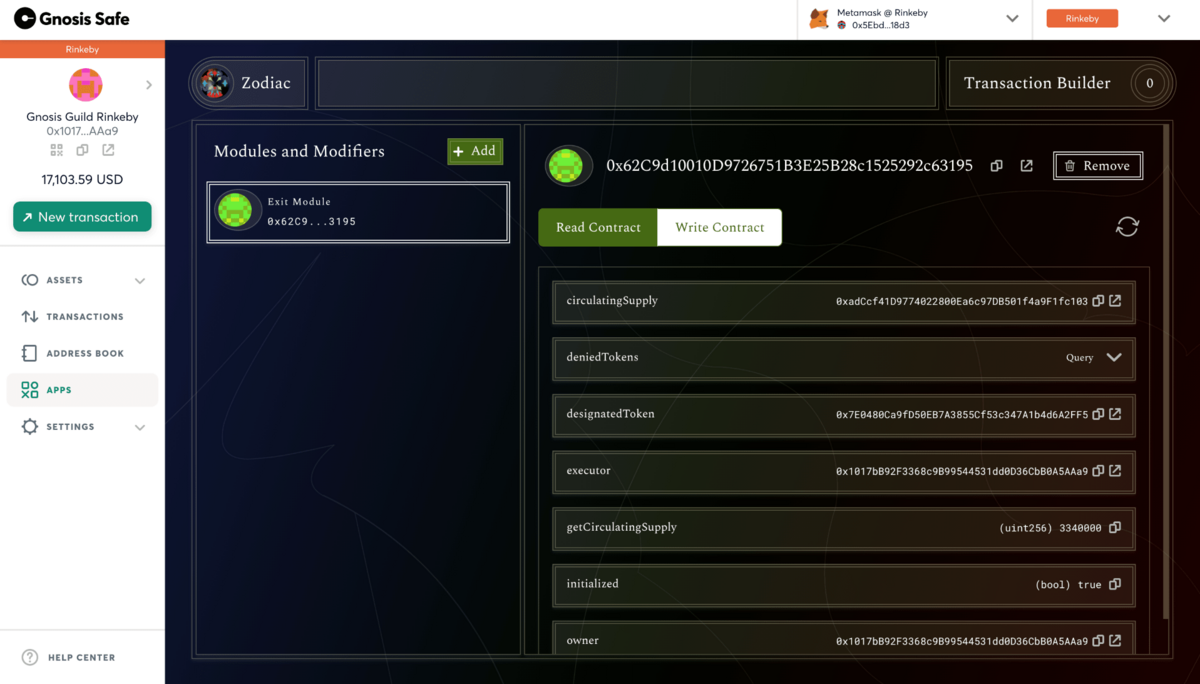 Gnosis Safe
Metamask @ Rinkeby
0x5Ebd...18d3
Rinkeby
Rinkeby
Gnosis Guild Rinkeby
0x1017...AAa9
17,103.59 USD
New transaction
ASSETS
TRANSACTIONS
ADDRESS BOOK
APPS
SETTINGS
HELP CENTER
Zodiac
Transaction Builder
0
Modules and Modifiers
+ Add
Exit Module
0x62C9...3195
0x62C9d10010D9726751B3E25B28c1525292c63195
Remove
Read Contract
Write Contract
circulatingSupply 0xadCcf41D9774022800Ea6c97DB501f4a9F1fc103
deniedTokens Query
designatedToken 0x7E0480Ca9fD50EB7A3855Cf53c347A1b4d6A2FF5
executor 0x1017bB92F3368c9B99544531dd0D36CbB0A5AAa9
getCirculatingSupply (uint256) 3340000
initialized (bool) true
owner 0x1017bB92F3368c9B99544531dd0D36CbB0A5AAa9